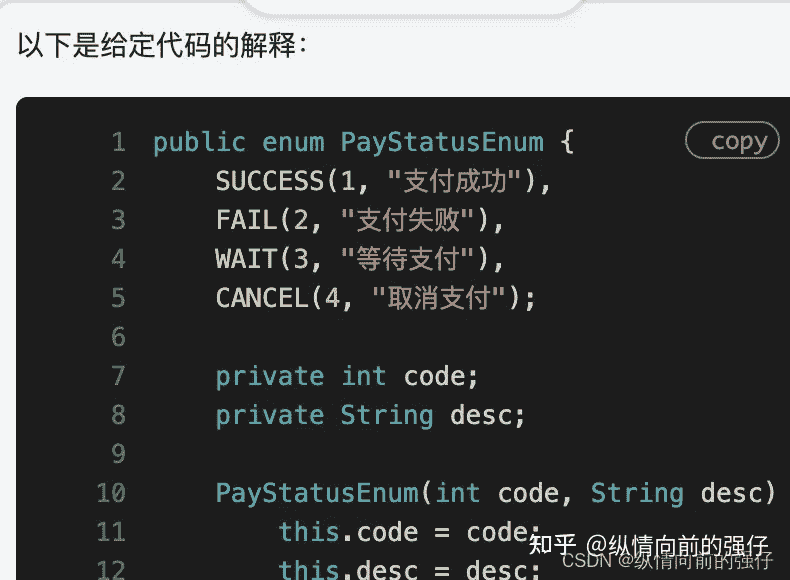 以下是给定代码的解释：
copy
1 public enum PayStatusEnum {
2 SUCCESS(1, "支付成功"),
3 FAIL(2, "支付失败"),
4 WAIT(3, "等待支付"),
5 CANCEL(4, "取消支付");
6
7 private int code;
8 private String desc;
9
10 PayStatusEnum(int code, String desc)
11 this.code = code;
12 this.desc = desc;
知乎 @纵情向前的强仔
CSDN @纵情向前的强仔